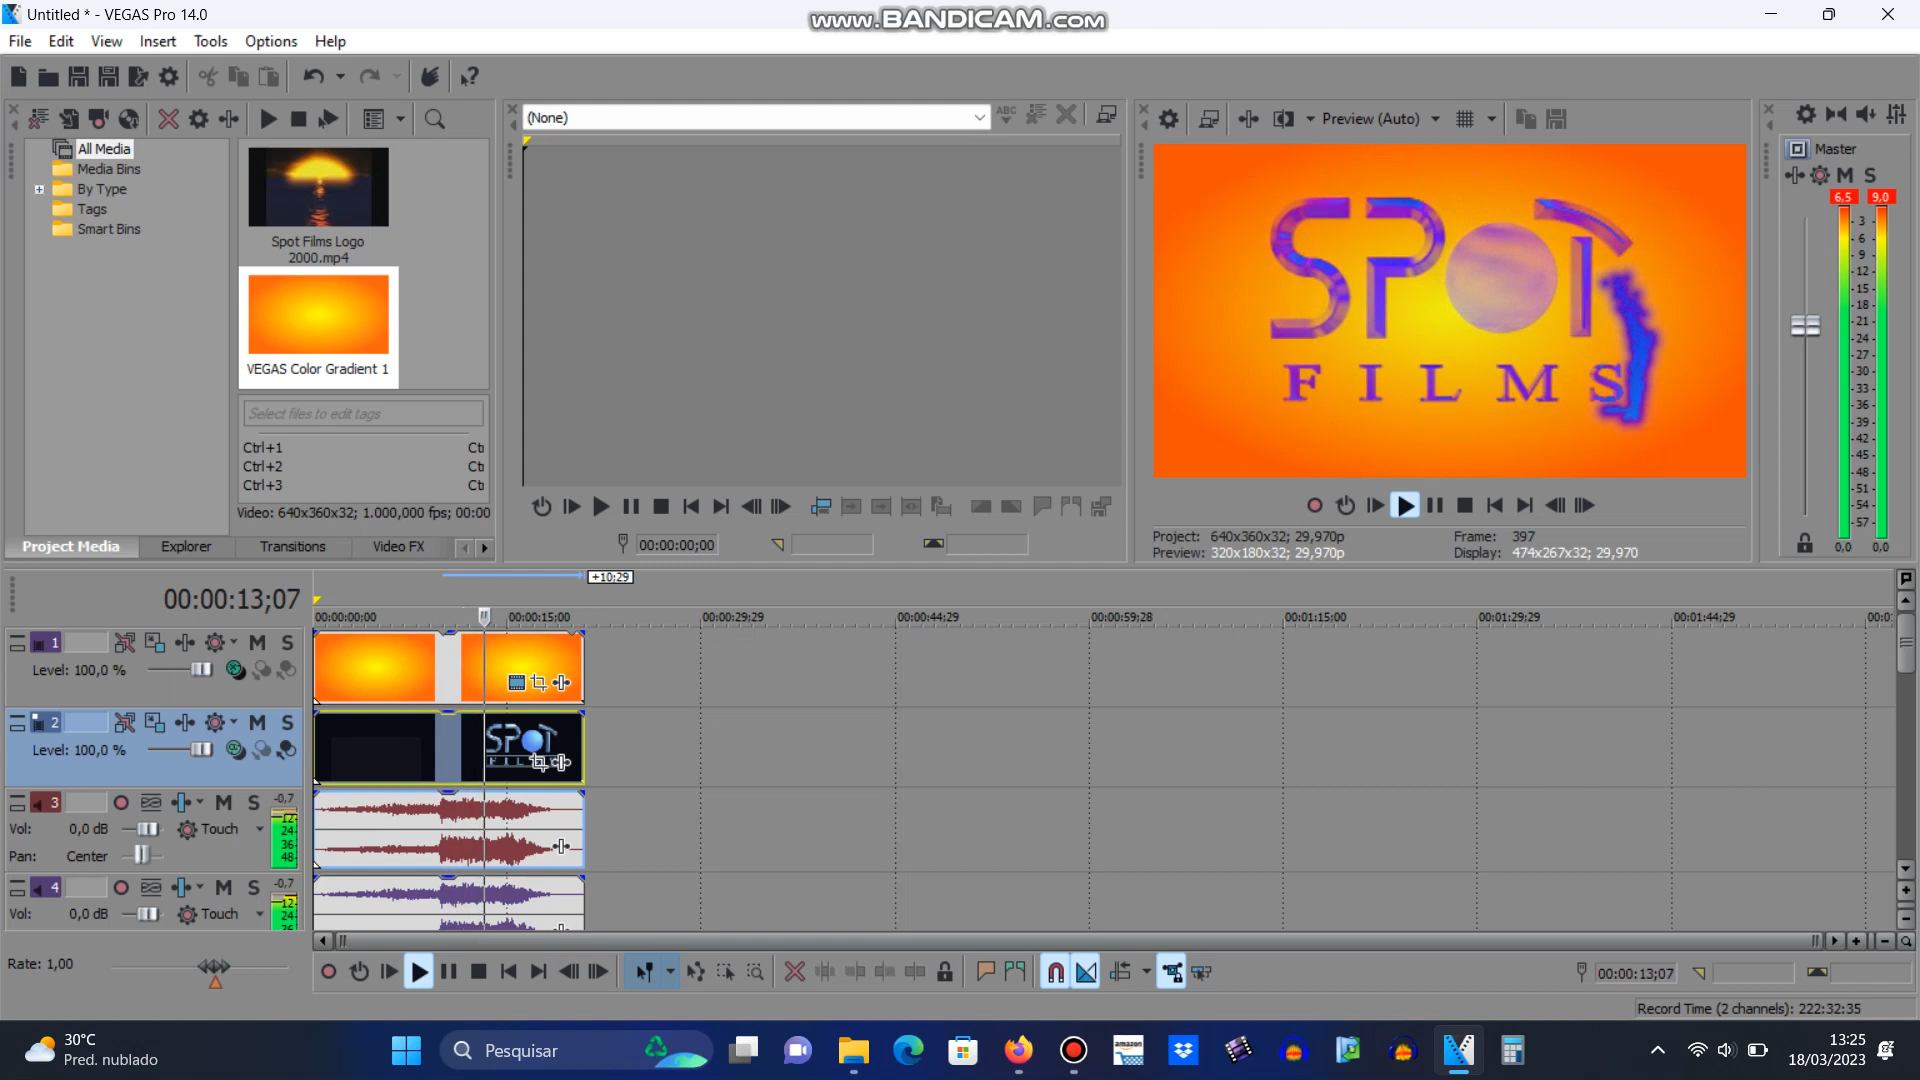 Untitled * - VEGAS Pro 14.0
www.BANDICAM.com
File Edit View Insert Tools Options Help
(None)
ABC
Preview (Auto)
All Media
Media Bins
By Type
Tags
Smart Bins
Spot Films Logo
2000.mp4
VEGAS Color Gradient 1
Select files to edit tags
Ctrl+1 Ct
Ctrl+2 Ct
Ctrl+3 Ct
Video: 640x360x32; 1.000,000 fps; 00:00
Project Media Explorer Transitions Video FX
00:00:00;00
SPOT
FILMS
Project: 640x360x32; 29,970p
Preview: 320x180x32; 29,970p
Frame: 397
Display: 474x267x32; 29,970
Master
M S
6,5 9,0
- 3 -
- 6 -
- 9 -
-12-
-15-
-18-
-21-
-24-
-27-
-30-
-33-
-36-
-39-
-42-
-45-
-48-
-51-
-54-
-57-
0,0 0,0
+10;29
00:00:13;07
00:00:00;00 00:00:15;00 00:00:29;29 00:00:44;29 00:00:59;28 00:01:15;00 00:01:29;29 00:01:44;29 00:0
1 M S
Level: 100,0 %
2 M S
Level: 100,0 %
SPOT
3 M S -0,7
Vol: 0,0 dB Touch
Pan: Center
12
24
36
48
4 M S -0,7
Vol: 0,0 dB Touch
12
24
Rate: 1,00
00:00:13;07
Record Time (2 channels): 222:32:35
30°C
Pred. nublado
Pesquisar
amazon
13:25
18/03/2023